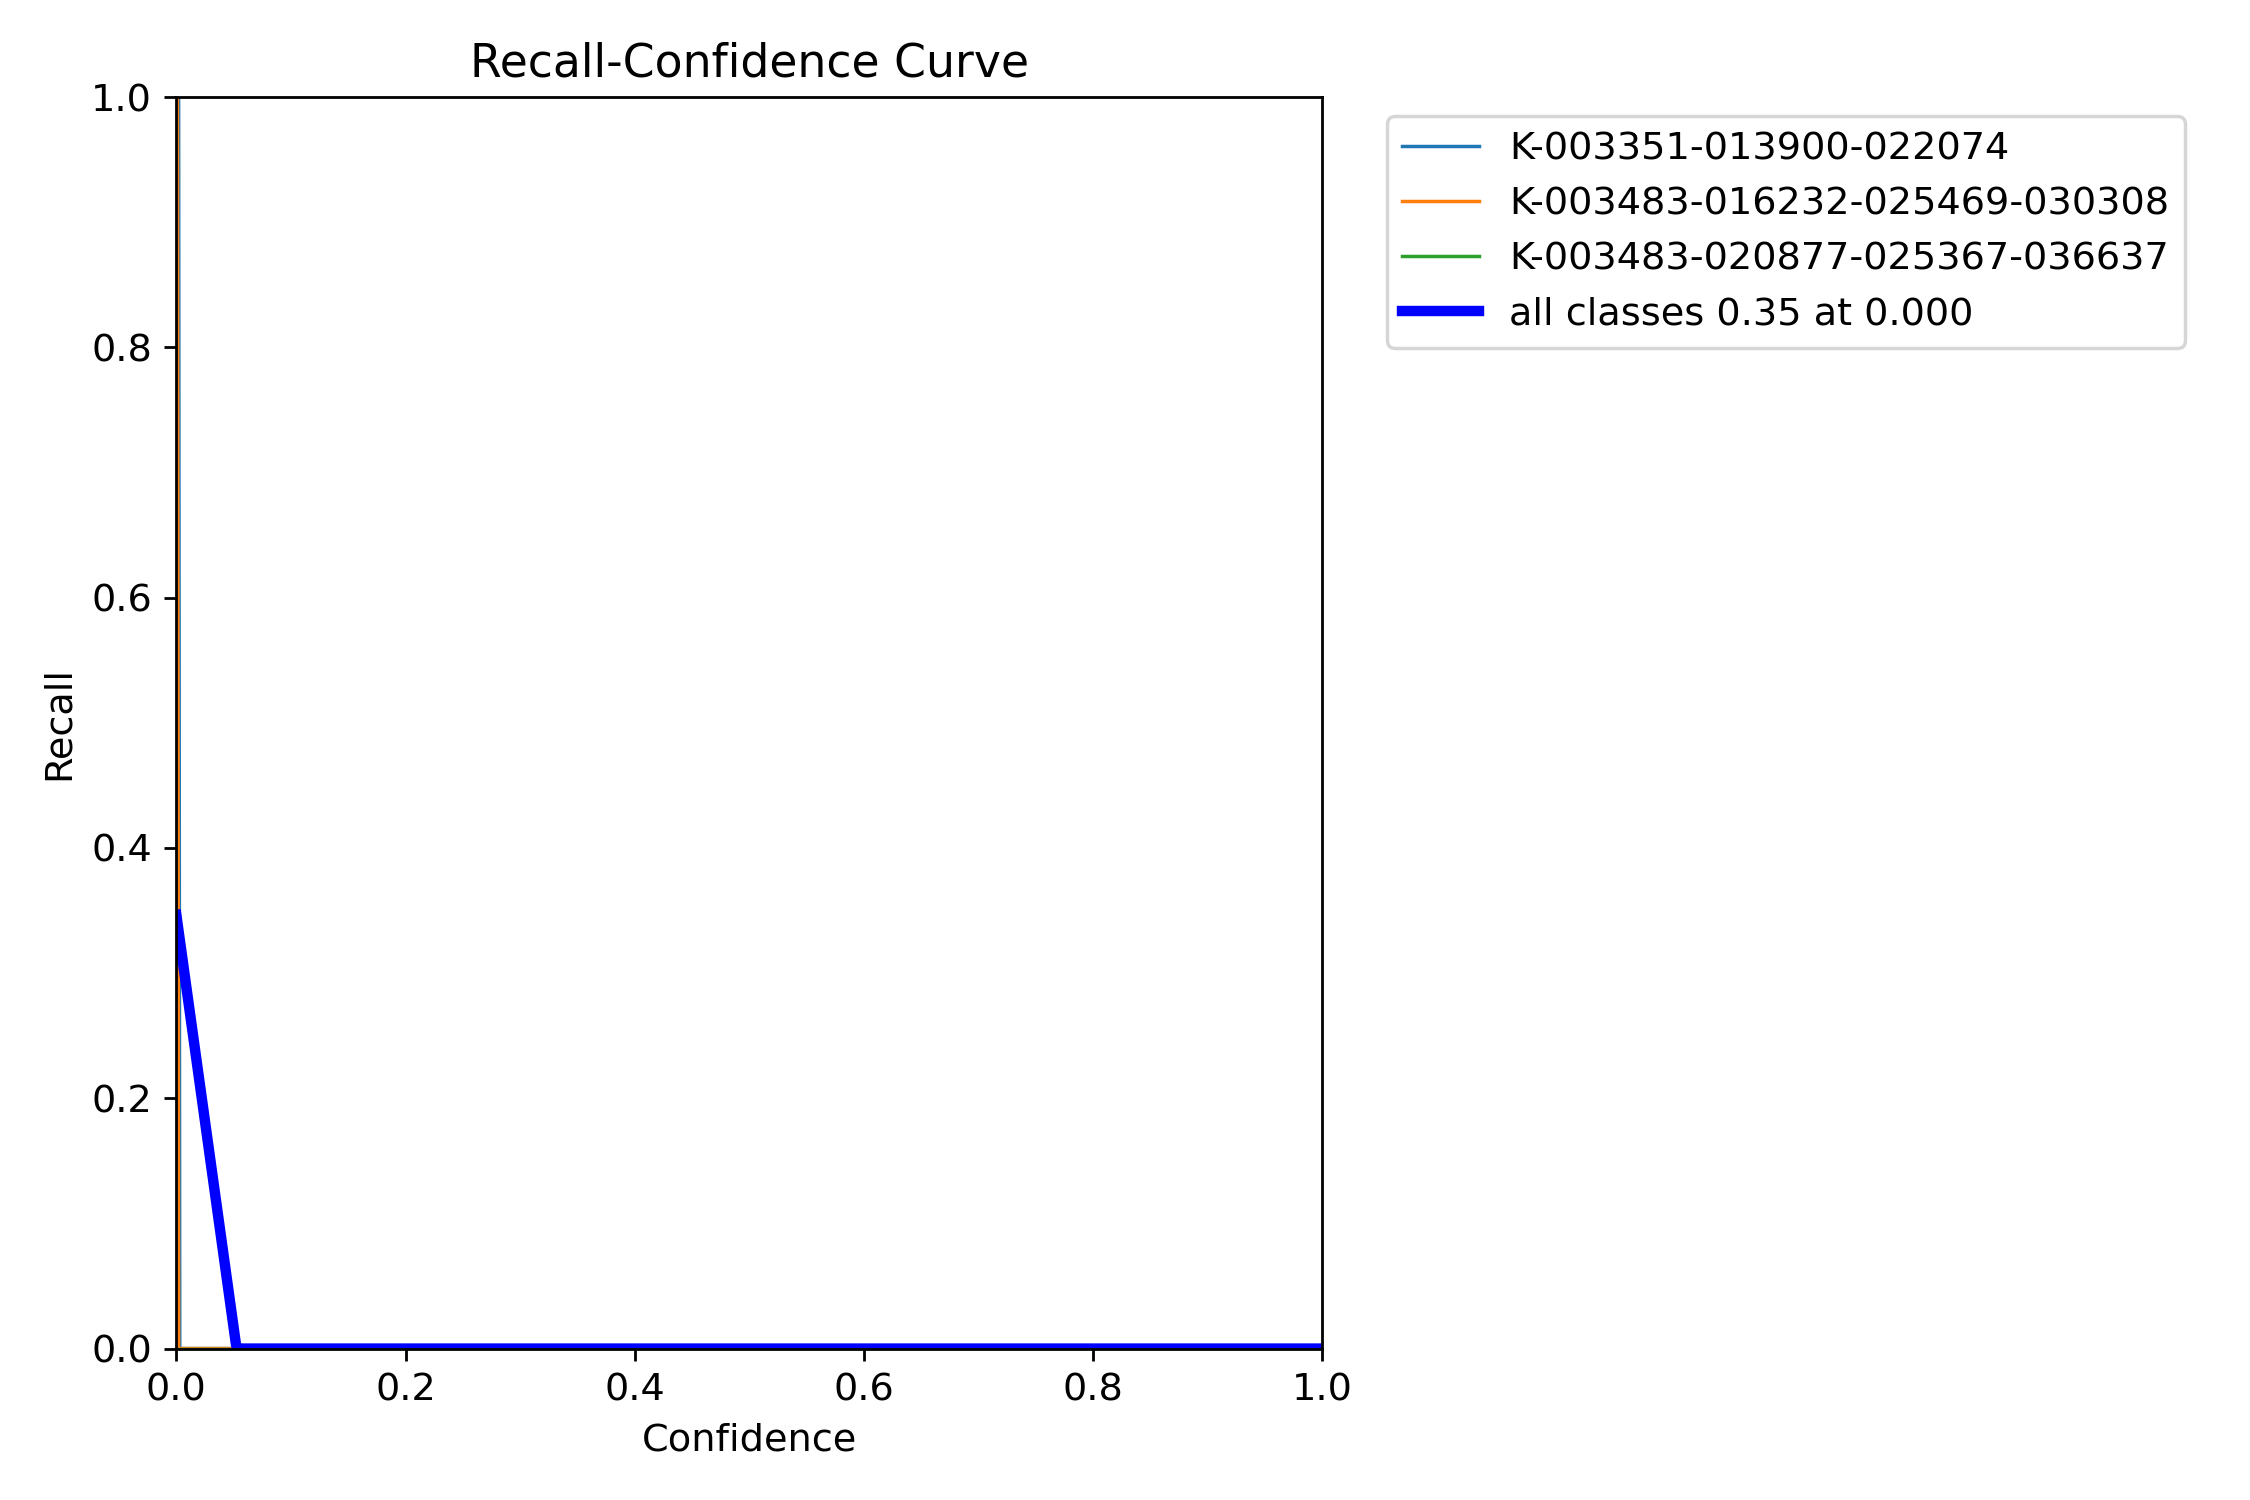 Recall-Confidence Curve
1.0
0.8
0.6
0.4
0.2
0.0
Recall
0.0 0.2 0.4 0.6 0.8 1.0
Confidence
K-003351-013900-022074
K-003483-016232-025469-030308
K-003483-020877-025367-036637
all classes 0.35 at 0.000